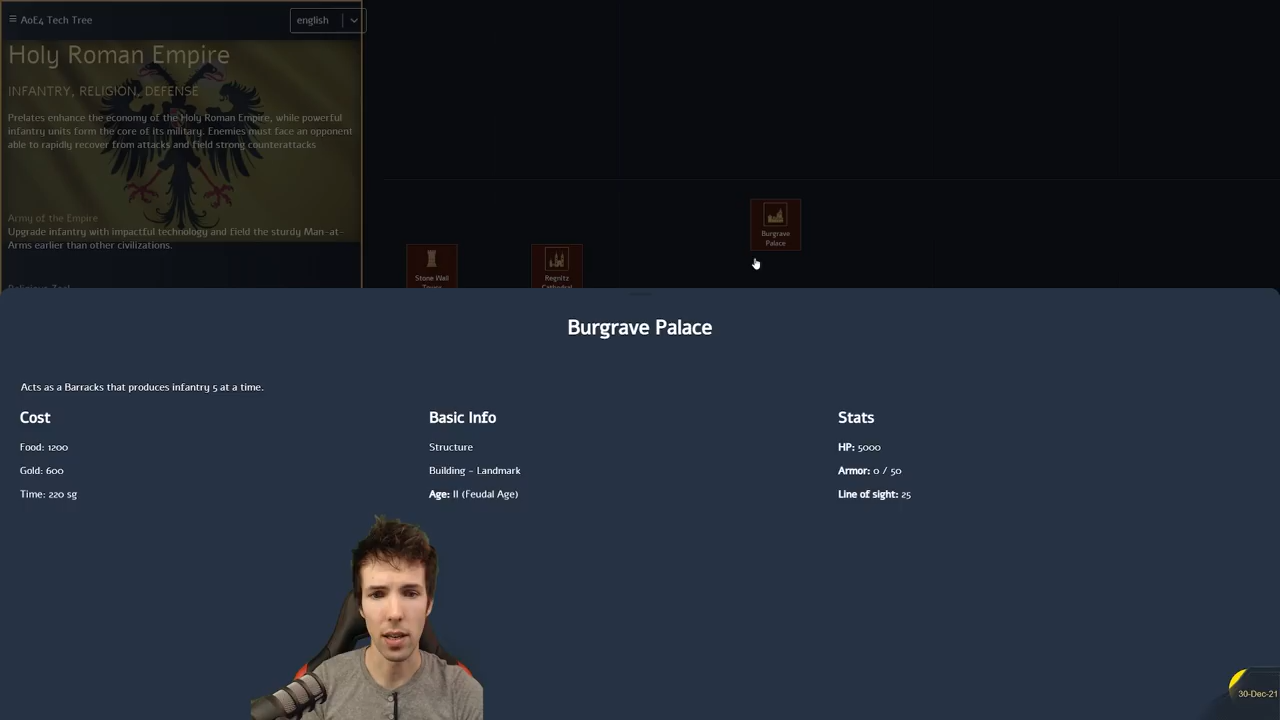 AoE4 Tech Tree
english
Holy Roman Empire
INFANTRY, RELIGION, DEFENSE
Prelates enhance the economy of the Holy Roman Empire, while powerful
infantry units form the core of its military. Enemies must face an opponent
able to rapidly recover from attacks and field strong counterattacks
Army of the Empire
Upgrade infantry with impactful technology and field the sturdy Man-at-
Arms earlier than other civilizations.
Burgrave
Palace
Stone Wall
Tower
Regnitz
Cathedral
Burgrave Palace
Acts as a Barracks that produces infantry 5 at a time.
Cost
Food: 1200
Gold: 600
Time: 220 sg
Basic Info
Structure
Building - Landmark
Age: II (Feudal Age)
Stats
HP: 5000
Armor: 0 / 50
Line of sight: 25
30-Dec-21